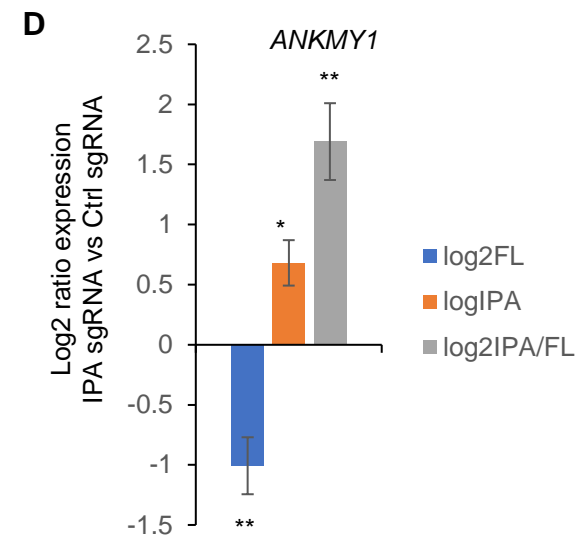 D
ANKMY1
Log2 ratio expression
IPA sgRNA vs Ctrl sgRNA
2.5
2
1.5
1
0.5
0
-0.5
-1
-1.5
**
*
**
**
log2FL
logIPA
log2IPA/FL